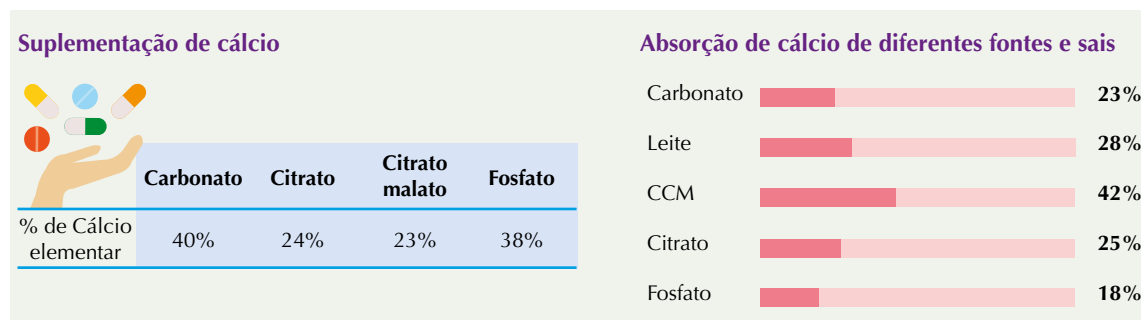 Suplementação de cálcio
Carbonato Citrato Citrato malato Fosfato
% de Cálcio elementar 40% 24% 23% 38%
Absorção de cálcio de diferentes fontes e sais
Carbonato 23%
Leite 28%
CCM 42%
Citrato 25%
Fosfato 18%